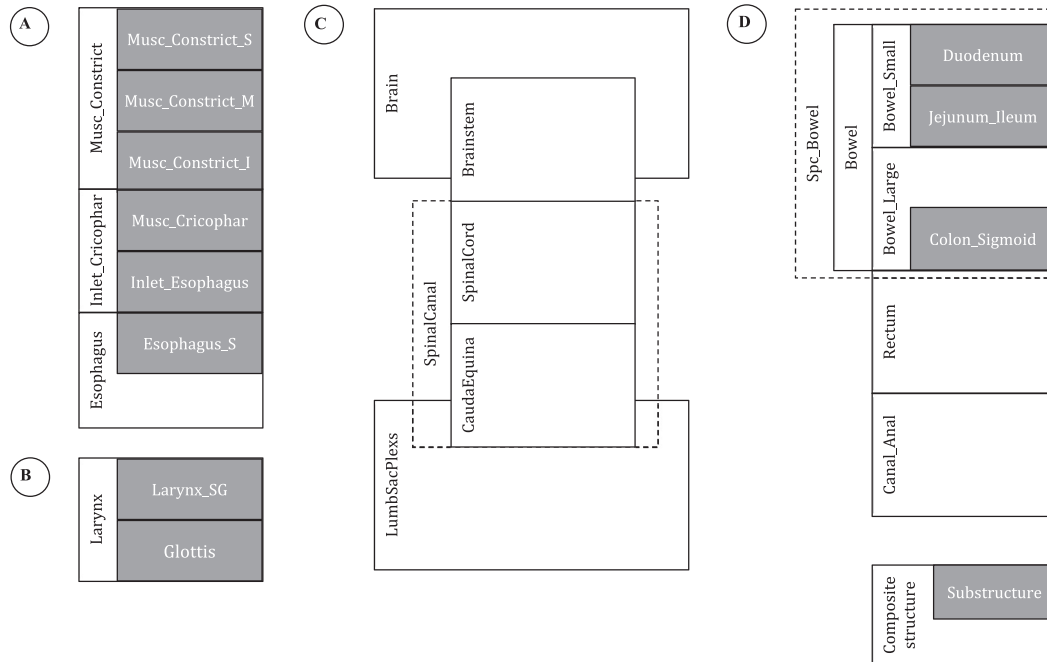 A
Musc_Constrict
Musc_Constrict_S
Musc_Constrict_M
Musc_Constrict_I
Inlet_Cricophar
Musc_Cricophar
Inlet_Esophagus
Esophagus
Esophagus_S
B
Larynx
Larynx_SG
Glottis
C
Brain
Brainstem
SpinalCanal
SpinalCord
CaudaEquina
LumbSacPlexs
D
Spc_Bowel
Bowel
Bowel_Small
Duodenum
Jejunum_Ileum
Bowel_Large
Colon_Sigmoid
Rectum
Canal_Anal
Composite
structure
Substructure